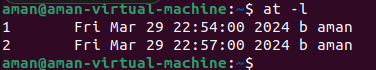 aman@aman-virtual-machine:~$ at -l
1 Fri Mar 29 22:54:00 2024 b aman
2 Fri Mar 29 22:57:00 2024 b aman
aman@aman-virtual-machine:~$